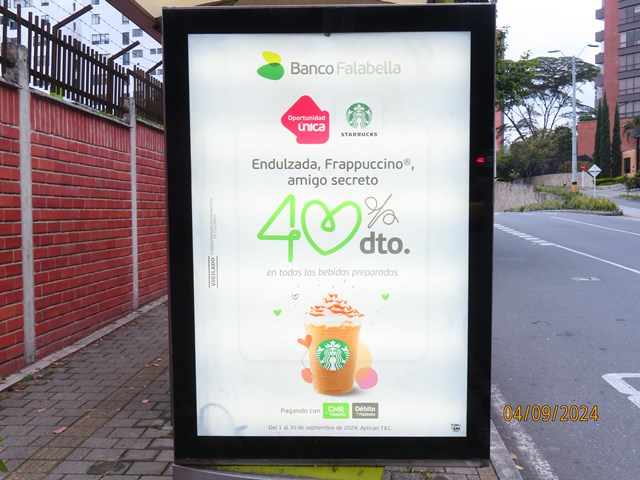 Banco Falabella
Oportunidad
única
STARBUCKS
Endulzada, Frappuccino®,
amigo secreto
40% dto.
en todas las bebidas preparadas
Pagando con CMR Falabella Débito Falabella
Del 1 al 30 de septiembre de 2024. Aplican T&C
VIGILADO
04/09/2024